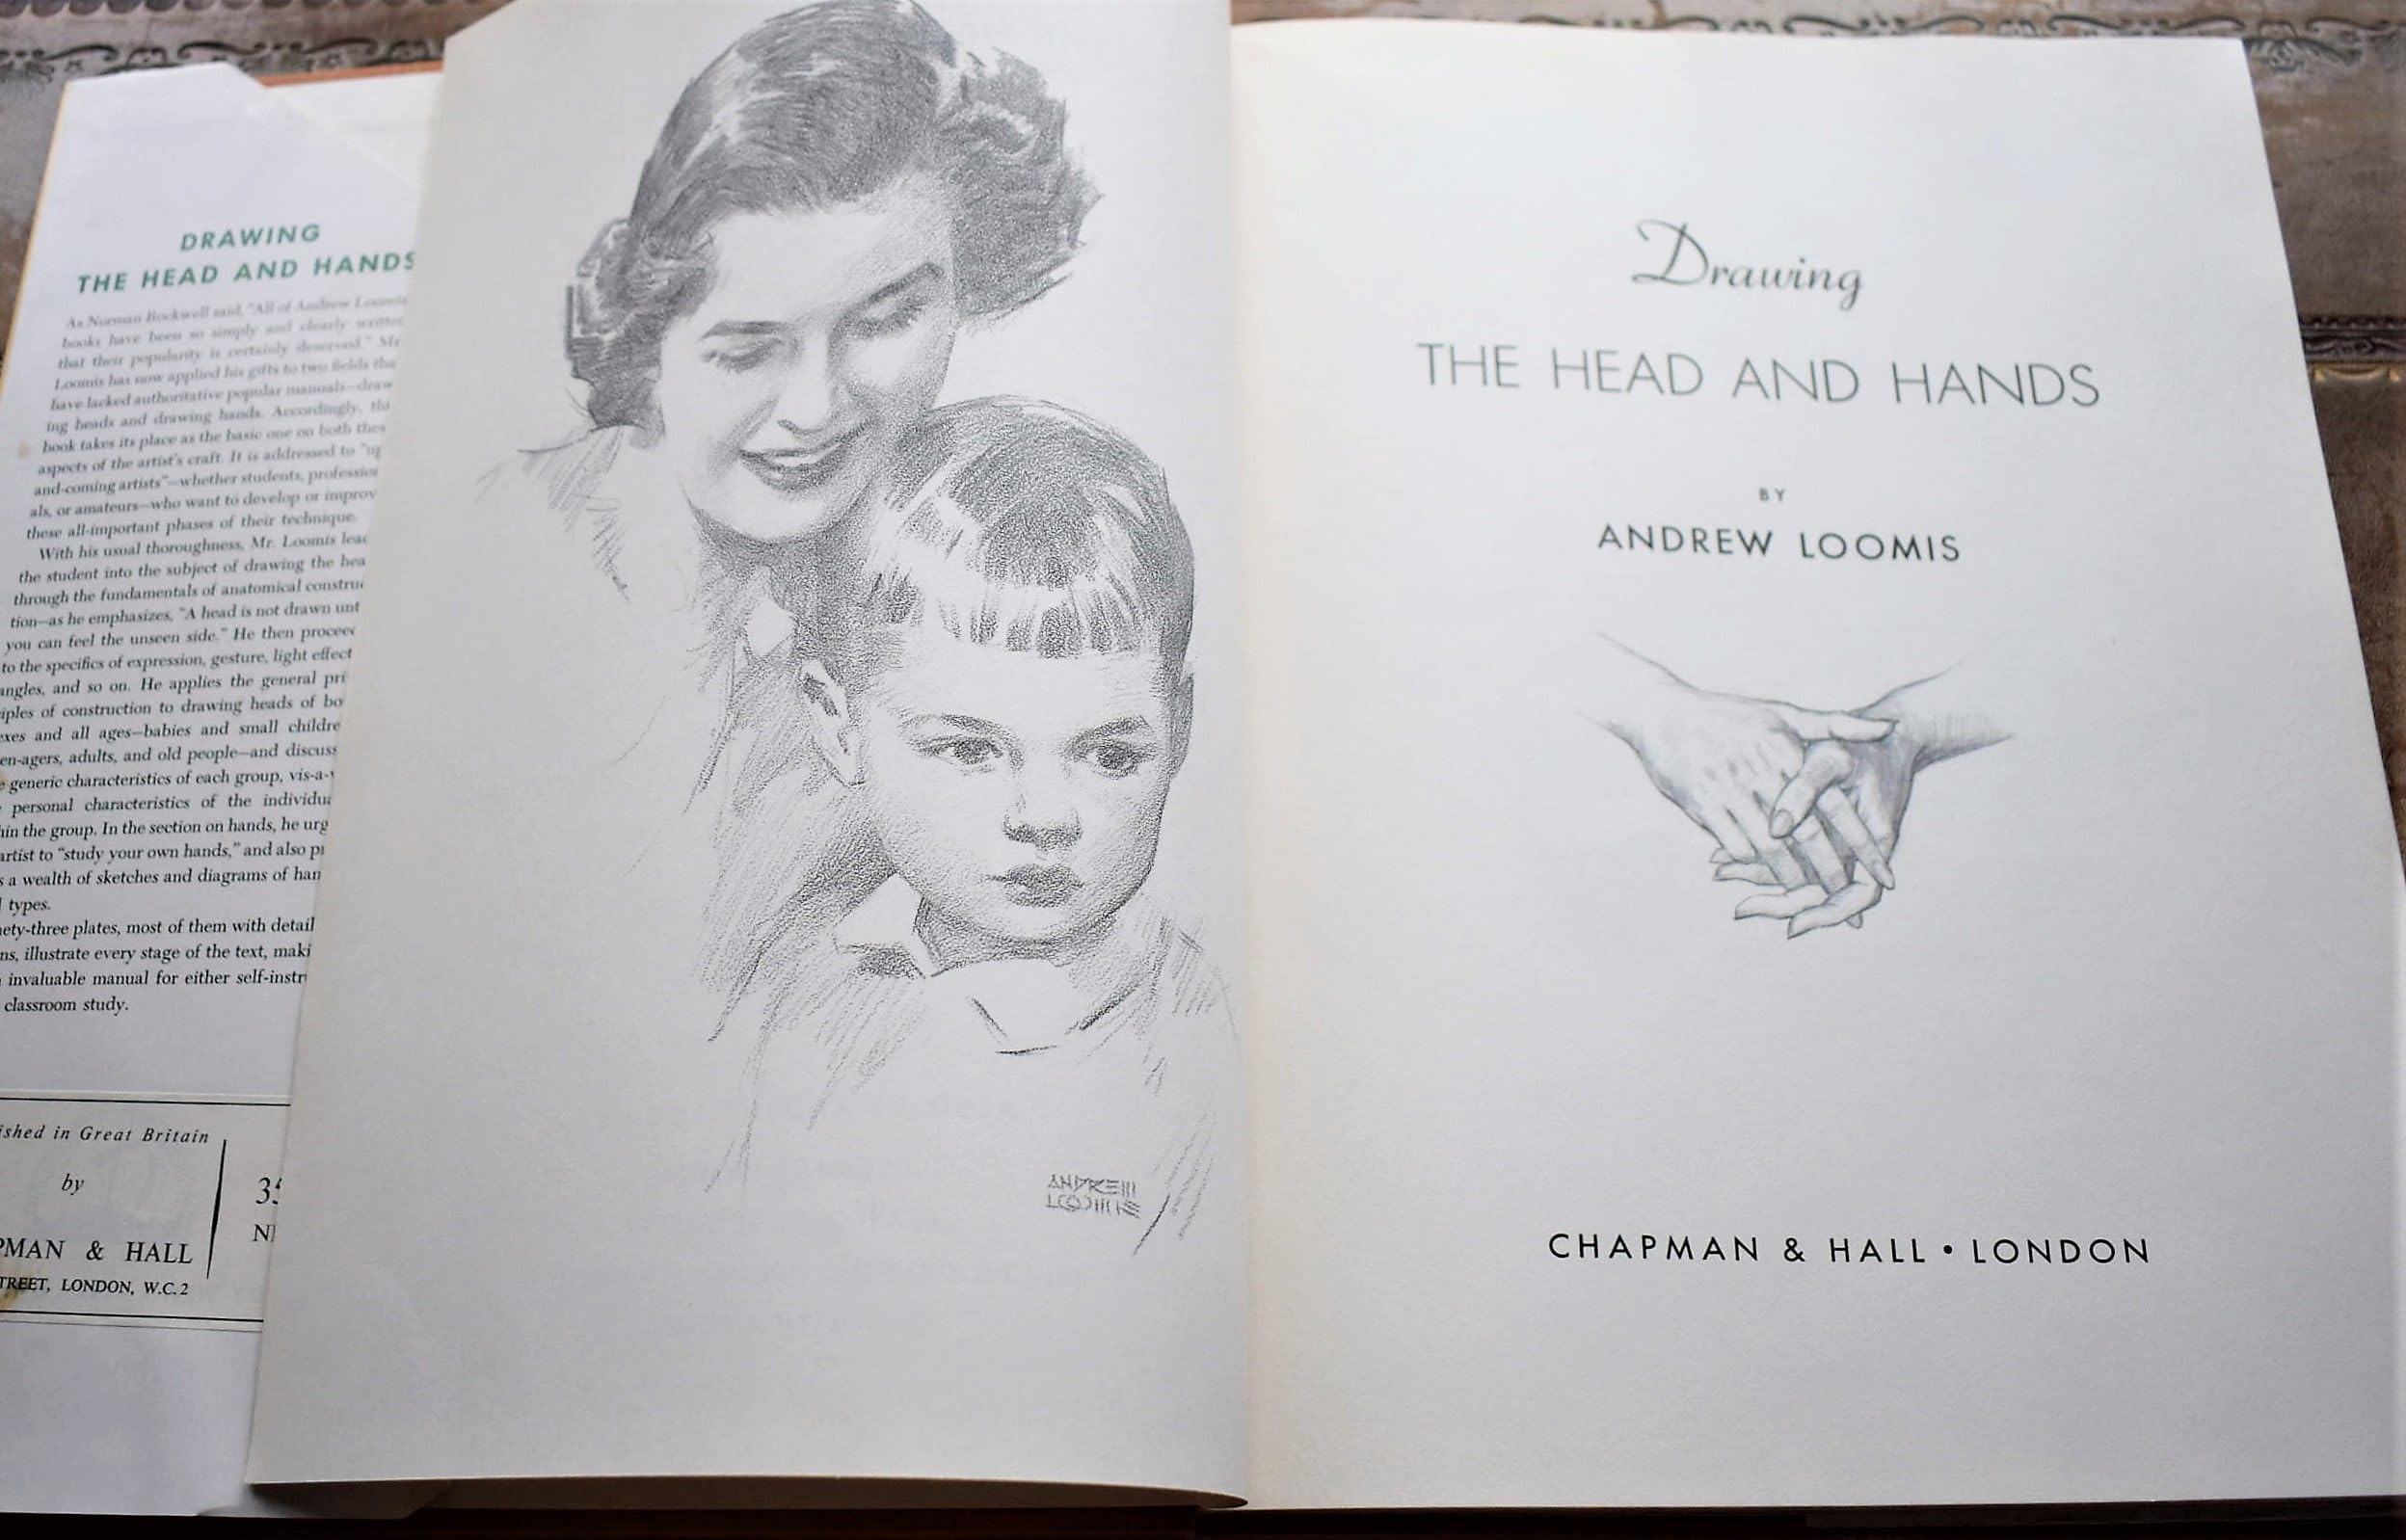 DRAWING
THE HEAD AND HANDS
As Norman Rockwell said, "All of Andrew Loomis
books have been so simply and clearly written
that their popularity is certainly deserved." Mr
Loomis has now applied his gifts to two fields tha
have lacked authoritative popular manuals—draw
ing heads and drawing hands. Accordingly, thi
book takes its place as the basic one on both thes
aspects of the artist's craft. It is addressed to "up
and-coming artists"—whether students, profession
als, or amateurs—who want to develop or improv
these all-important phases of their technique.
With his usual thoroughness, Mr. Loomis lead
the student into the subject of drawing the hea
through the fundamentals of anatomical construc
tion—as he emphasizes, "A head is not drawn unt
you can feel the unseen side." He then proceed
to the specifics of expression, gesture, light effect
angles, and so on. He applies the general pri
iples of construction to drawing heads of bo
exes and all ages—babies and small childre
en-agers, adults, and old people—and discuss
e generic characteristics of each group, vis-a-v
personal characteristics of the individua
hin the group. In the section on hands, he urg
artist to "study your own hands," and also pr
s a wealth of sketches and diagrams of han
l types.
ety-three plates, most of them with detail
ns, illustrate every stage of the text, maki
invaluable manual for either self-instr
classroom study.
ished in Great Britain
by
PMAN & HALL
TREET, LONDON, W.C.2
35
N
ANDREW
LOOMIS
Drawing
THE HEAD AND HANDS
BY
ANDREW LOOMIS
CHAPMAN & HALL • LONDON